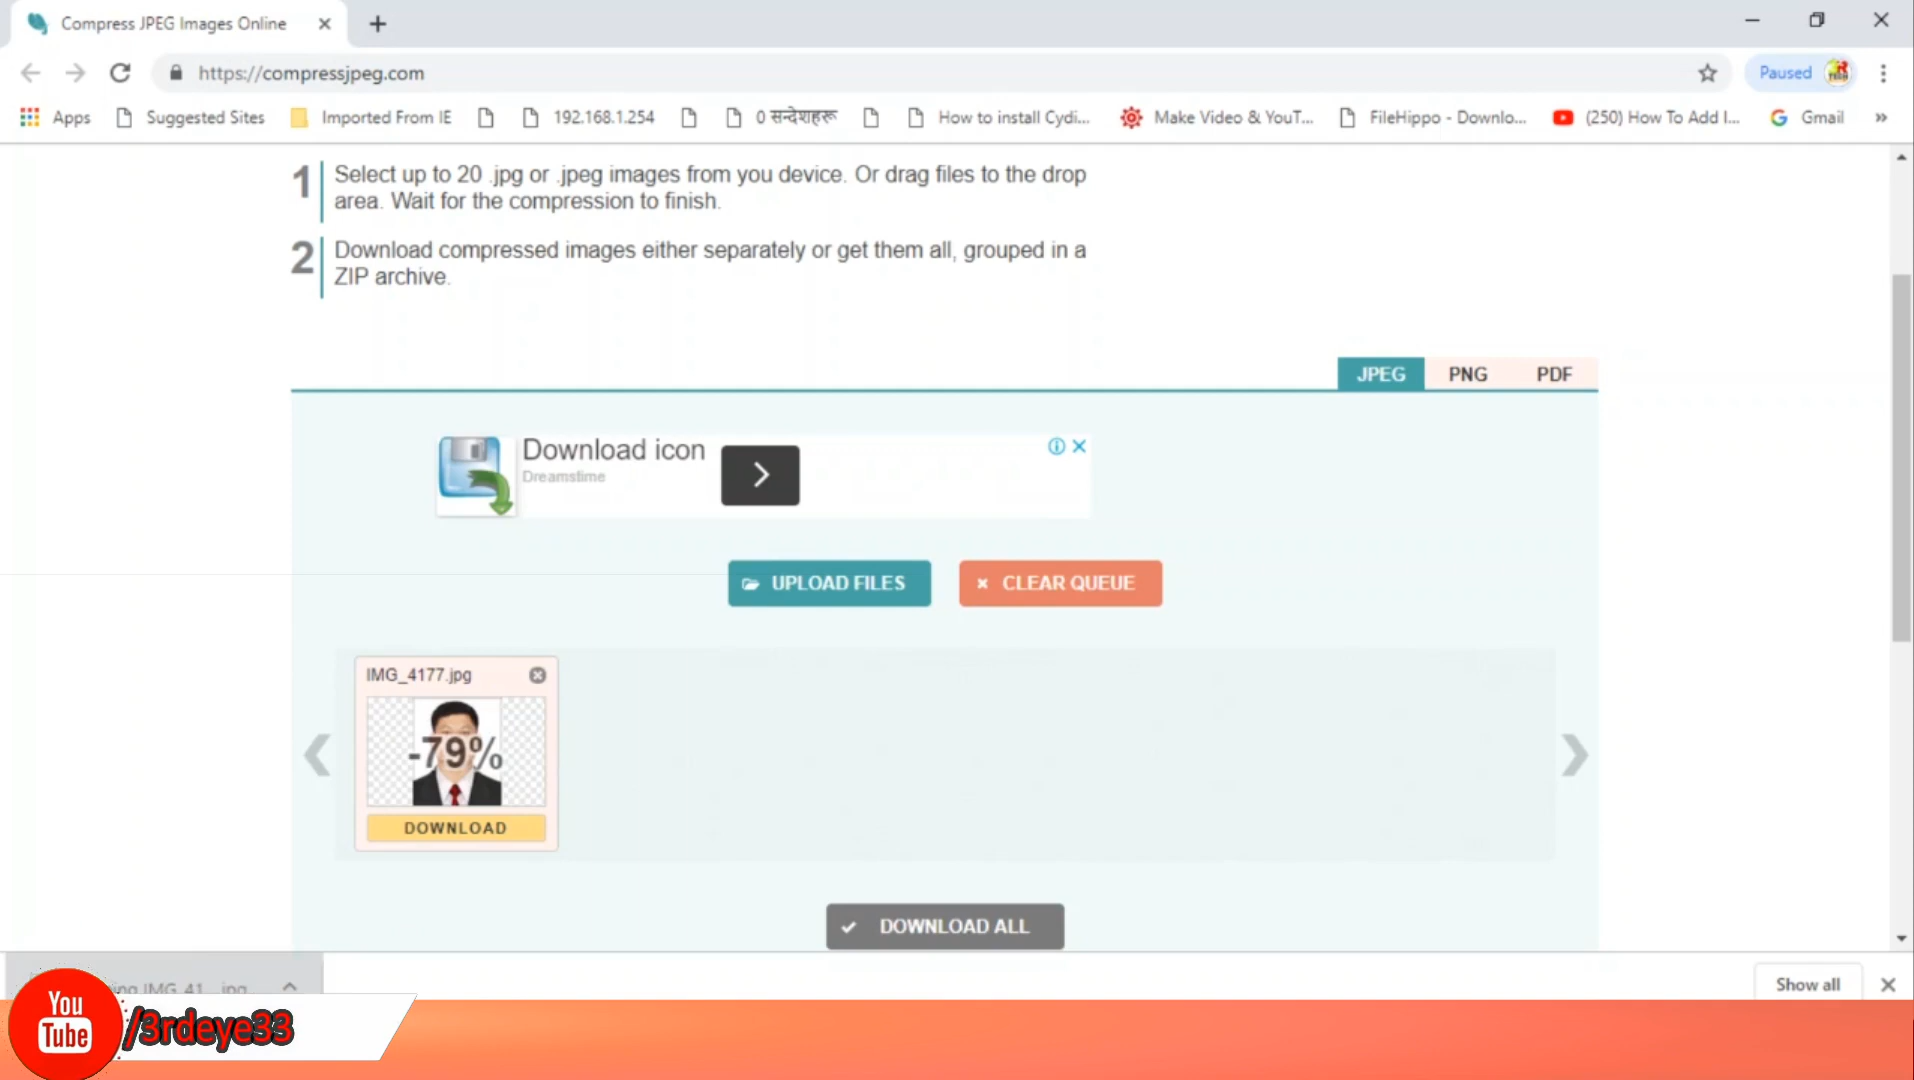 Compress JPEG Images Online
https://compressjpeg.com
Paused
Apps
Suggested Sites
Imported From IE
192.168.1.254
0 सन्देशहरू
How to install Cydi...
Make Video & YouT...
FileHippo - Downlo...
(250) How To Add I...
Gmail
»
1 Select up to 20 .jpg or .jpeg images from you device. Or drag files to the drop
area. Wait for the compression to finish.
2 Download compressed images either separately or get them all, grouped in a
ZIP archive.
JPEG PNG PDF
Download icon
Dreamstime
UPLOAD FILES
CLEAR QUEUE
IMG_4177.jpg
-79%
DOWNLOAD
DOWNLOAD ALL
IMG_41....jpg
Show all
You
Tube
/3rdeye33